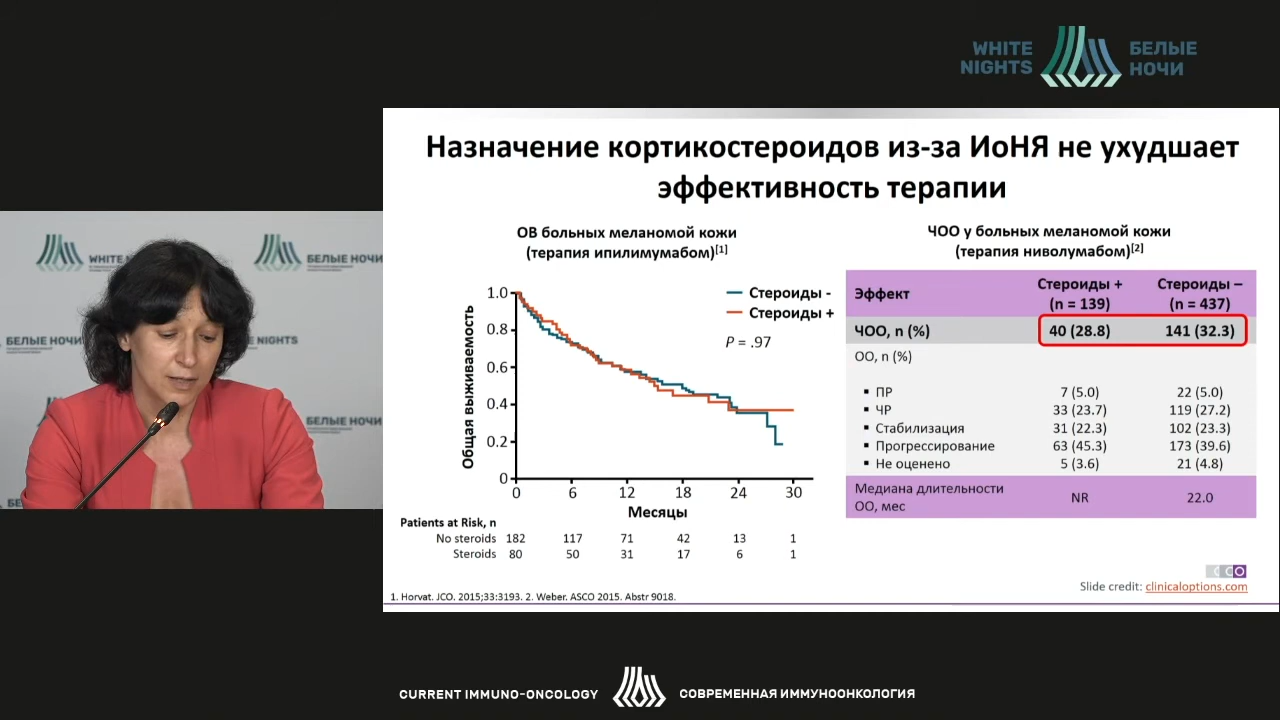 WHITE
NIGHTS
БЕЛЫЕ
НОЧИ
Назначение кортикостероидов из-за ИоНЯ не ухудшает
эффективность терапии
ОВ больных меланомой кожи
(терапия ипилимумабом)[1]
Общая выживаемость
1.0
0.8
0.6
0.4
0.2
0
0 6 12 18 24 30
Месяцы
Стероиды -
Стероиды +
P = .97
Patients at Risk, n
No steroids 182 117 71 42 13 1
Steroids 80 50 31 17 6 1
ЧОО у больных меланомой кожи
(терапия ниволумабом)[2]
Эффект Стероиды + (n = 139) Стероиды – (n = 437)
ЧОО, n (%) 40 (28.8) 141 (32.3)
ОО, n (%)
▪ ПР 7 (5.0) 22 (5.0)
▪ ЧР 33 (23.7) 119 (27.2)
▪ Стабилизация 31 (22.3) 102 (23.3)
▪ Прогрессирование 63 (45.3) 173 (39.6)
▪ Не оценено 5 (3.6) 21 (4.8)
Медиана длительности
ОО, мес NR 22.0
Slide credit: clinicaloptions.com
1. Horvat. JCO. 2015;33:3193. 2. Weber. ASCO 2015. Abstr 9018.
БЕЛЫЕ НОЧИ
БЕЛЫЕ НОЧИ
NIGHTS
БЕЛЫЕ НОЧИ
CURRENT IMMUNO-ONCOLOGY
СОВРЕМЕННАЯ ИММУНООНКОЛОГИЯ